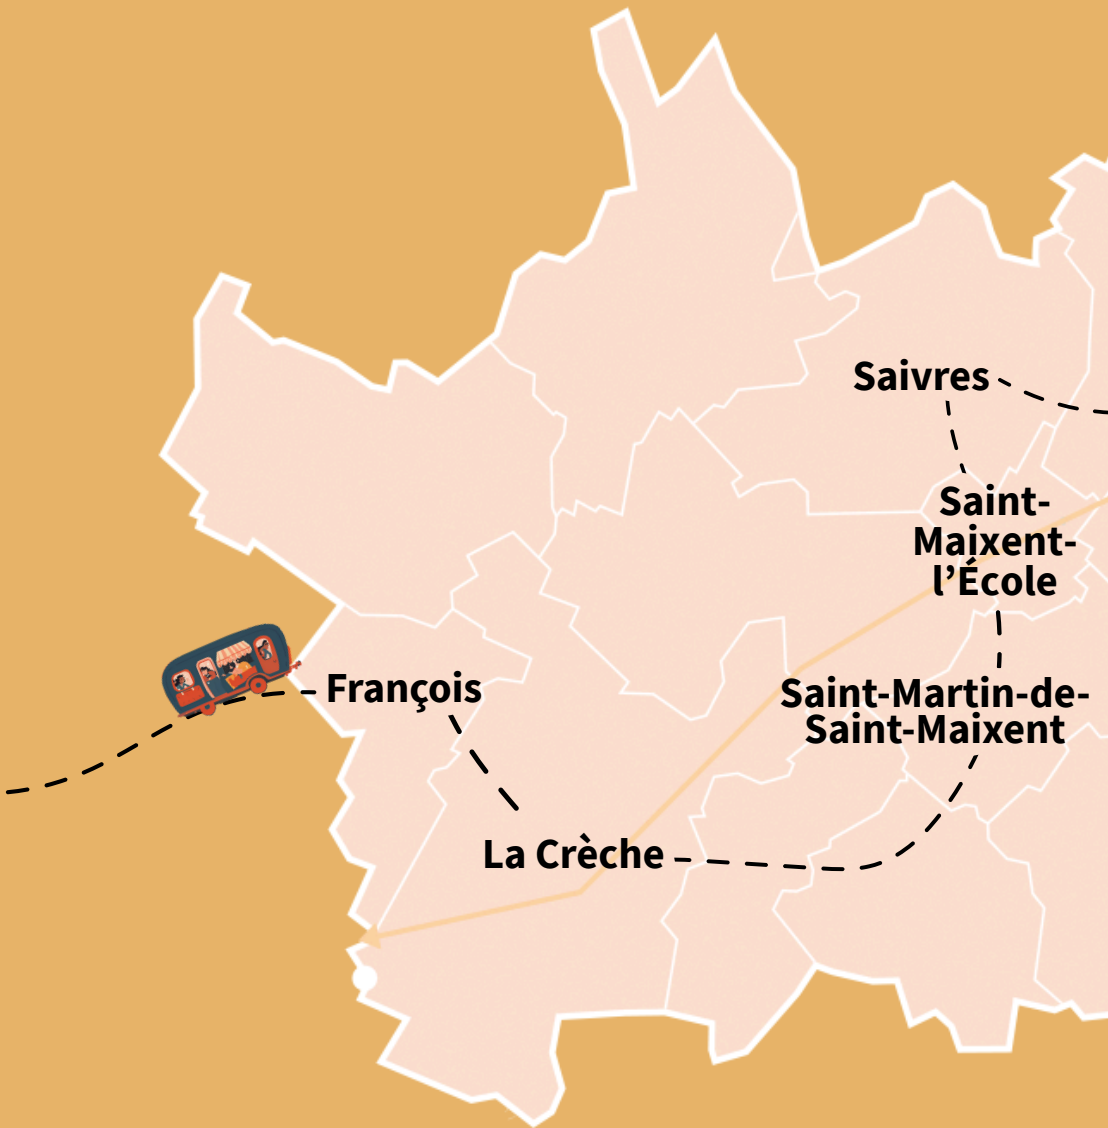 Saivres
Saint-
Maixent-
l’École
François
Saint-Martin-de-
Saint-Maixent
La Crèche